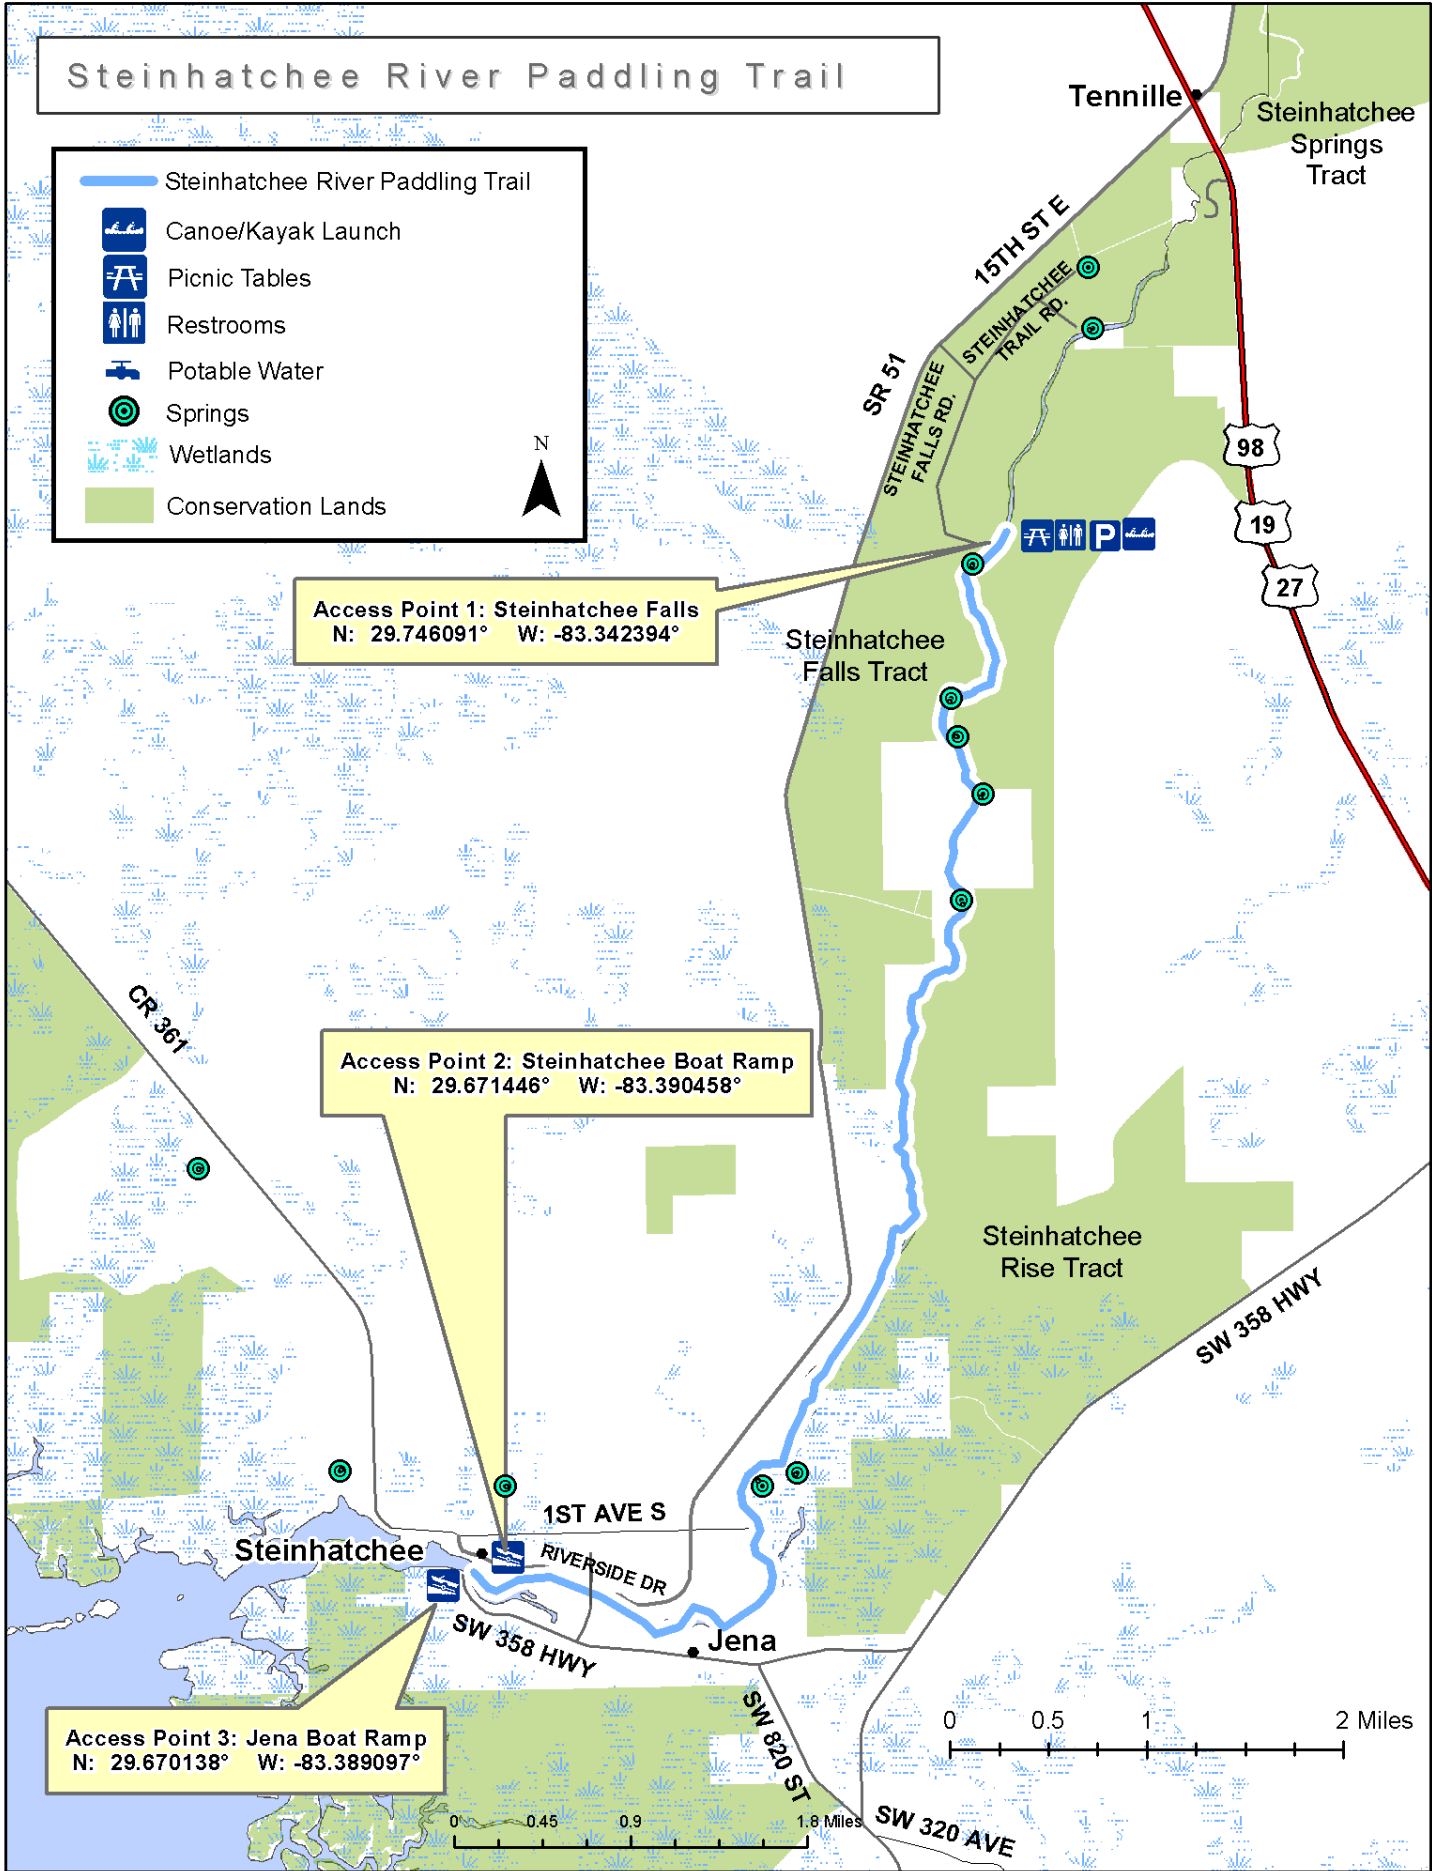 Steinhatchee River Paddling Trail
Steinhatchee River Paddling Trail
Canoe/Kayak Launch
Picnic Tables
Restrooms
Potable Water
Springs
Wetlands
Conservation Lands
N
Tennille
Steinhatchee
Springs
Tract
15TH ST E
STEINHATCHEE
TRAIL RD.
SR 51
STEINHATCHEE
FALLS RD.
98
19
27
P
Access Point 1: Steinhatchee Falls
N: 29.746091° W: -83.342394°
Steinhatchee
Falls Tract
CR 361
Access Point 2: Steinhatchee Boat Ramp
N: 29.671446° W: -83.390458°
Steinhatchee
Rise Tract
SW 358 HWY
1ST AVE S
Steinhatchee
RIVERSIDE DR
SW 358 HWY
Jena
Access Point 3: Jena Boat Ramp
N: 29.670138° W: -83.389097°
SW 820 ST
0 0.5 1 2 Miles
0 0.45 0.9 1.8 Miles
SW 320 AVE